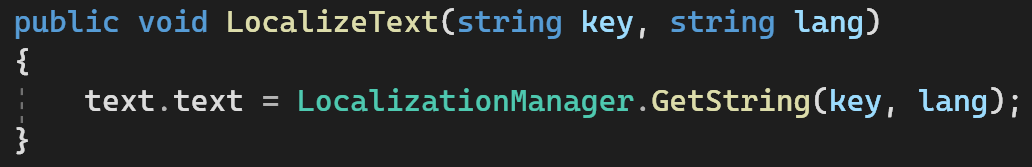 public void LocalizeText(string key, string lang)
{
    text.text = LocalizationManager.GetString(key, lang);
}